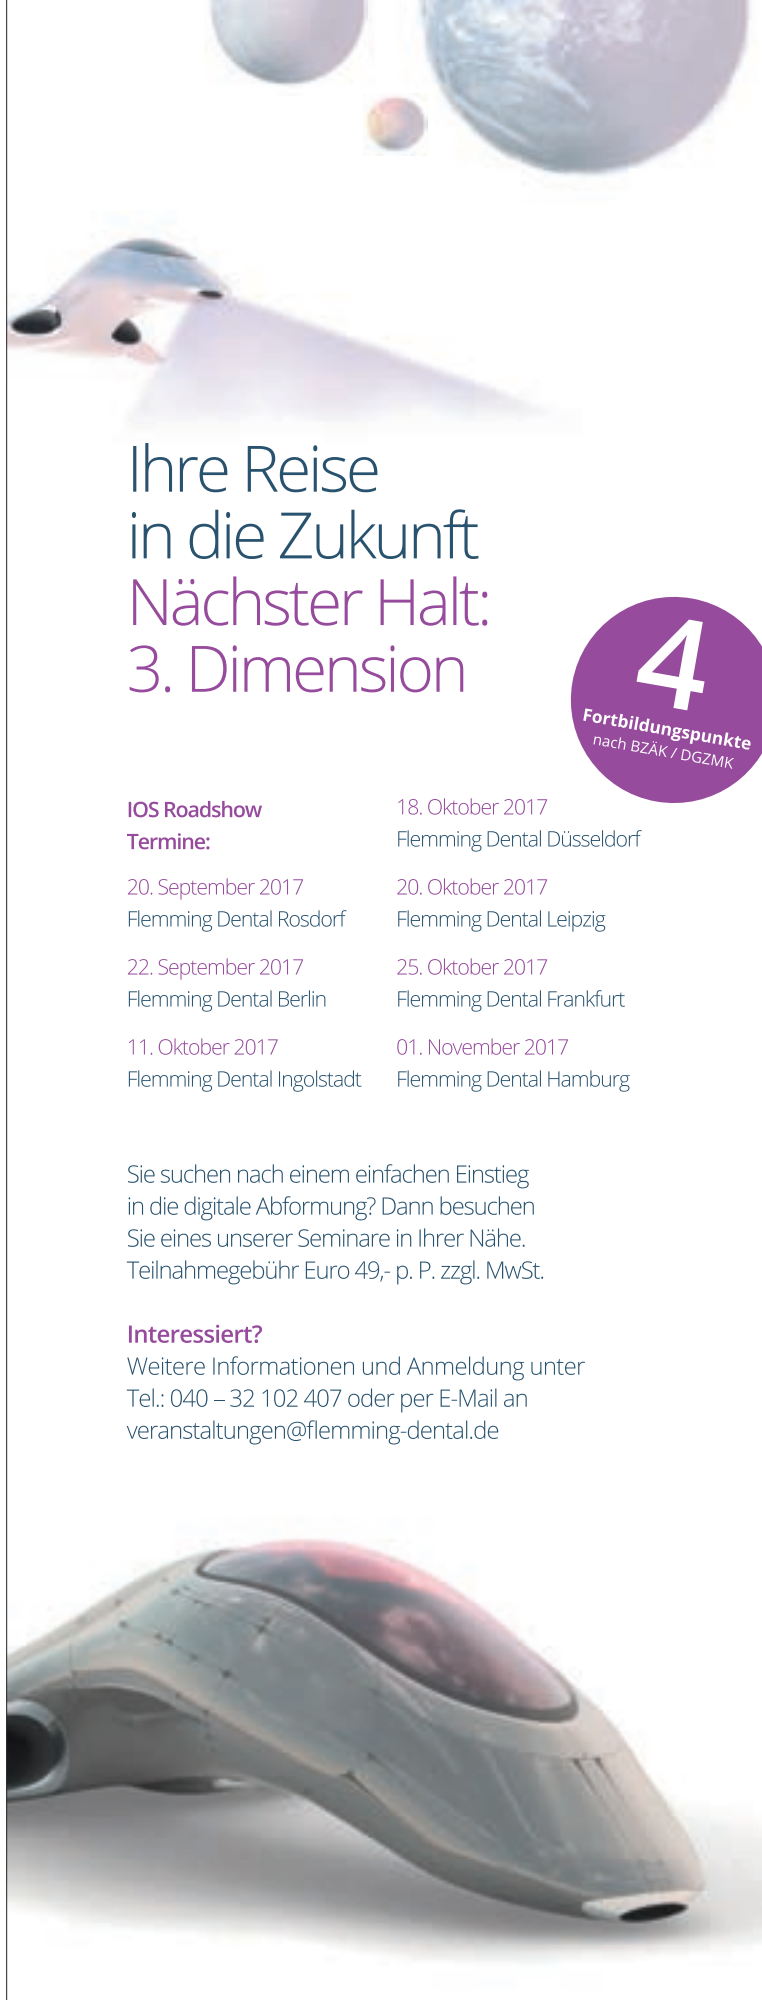 Ihre Reise
in die Zukunft
Nächster Halt:
3. Dimension
4
Fortbildungspunkte
nach BZÄK / DGZMK
IOS Roadshow
Termine:
20. September 2017
Flemming Dental Rosdorf
22. September 2017
Flemming Dental Berlin
11. Oktober 2017
Flemming Dental Ingolstadt
18. Oktober 2017
Flemming Dental Düsseldorf
20. Oktober 2017
Flemming Dental Leipzig
25. Oktober 2017
Flemming Dental Frankfurt
01. November 2017
Flemming Dental Hamburg
Sie suchen nach einem einfachen Einstieg
in die digitale Abformung? Dann besuchen
Sie eines unserer Seminare in Ihrer Nähe.
Teilnahmegebühr Euro 49,- p. P. zzgl. MwSt.
Interessiert?
Weitere Informationen und Anmeldung unter
Tel.: 040 – 32 102 407 oder per E-Mail an
veranstaltungen@flemming-dental.de